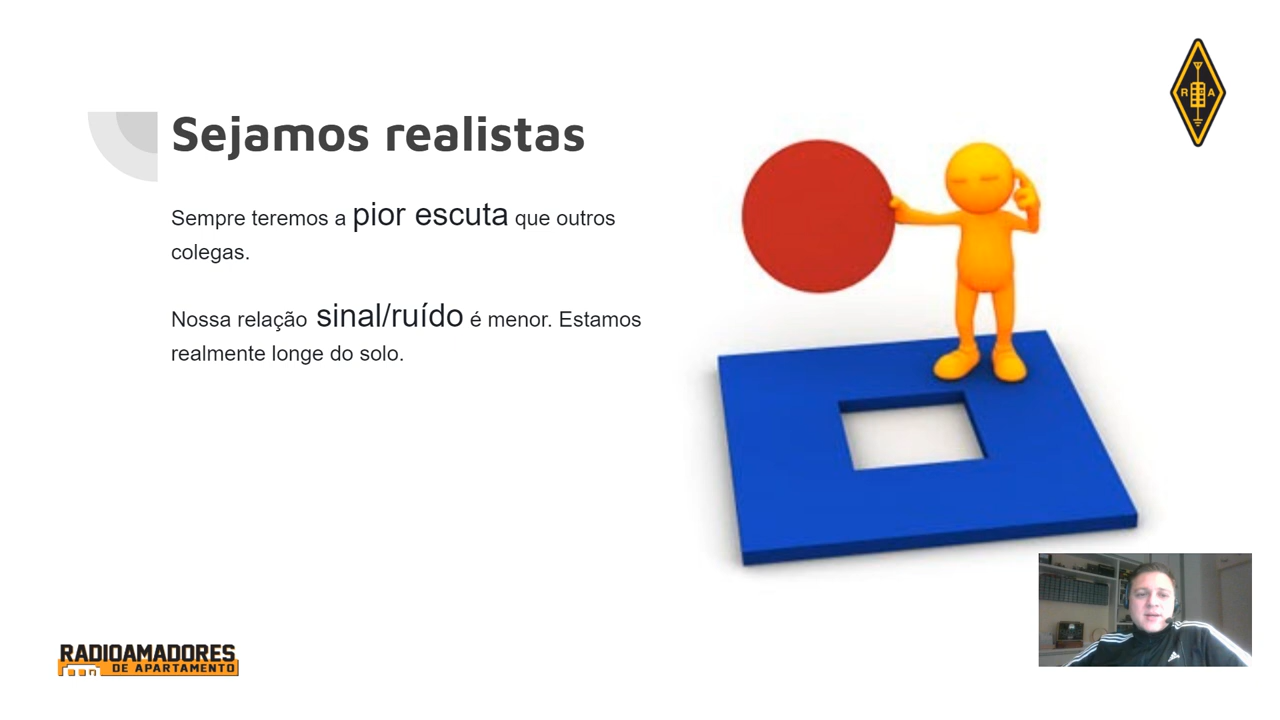 Sejamos realistas
Sempre teremos a pior escuta que outros
colegas.
Nossa relação sinal/ruído é menor. Estamos
realmente longe do solo.
R A
RADIOAMADORES
DE APARTAMENTO